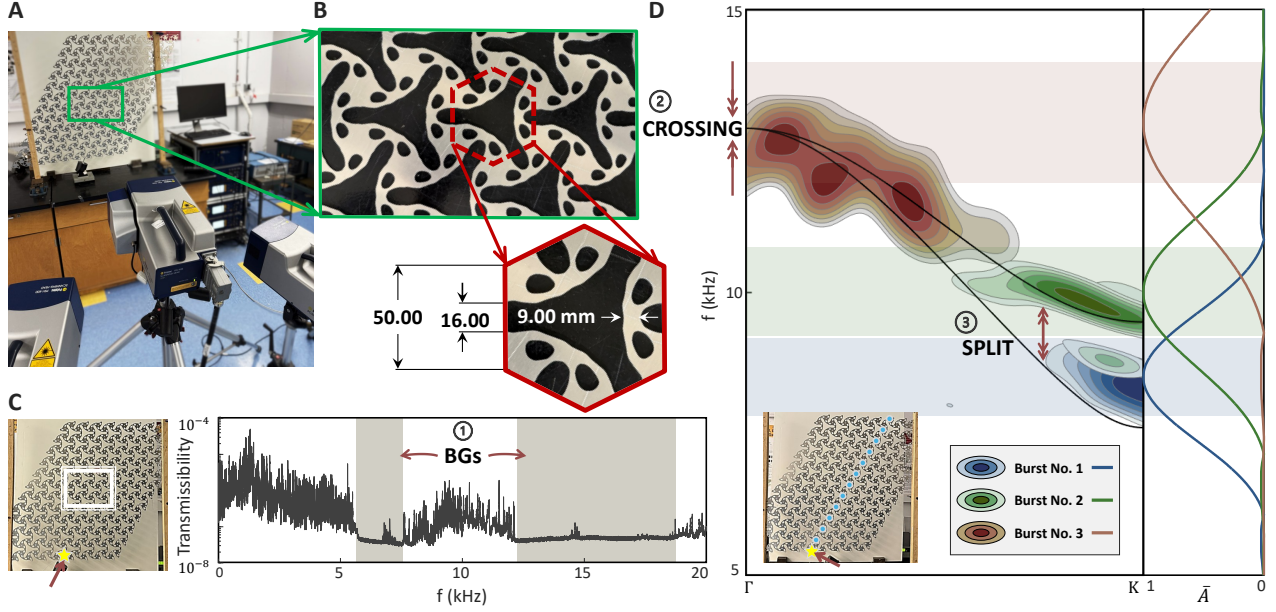 A
B
50.00
16.00
9.00 mm
C
Transmissibility
10⁻⁴
10⁻⁸
① BGs
0
5
10
15
20
f (kHz)
D
15
10
5
f (kHz)
② CROSSING
③ SPLIT
Burst No. 1
Burst No. 2
Burst No. 3
Γ
K
1
Ā
0